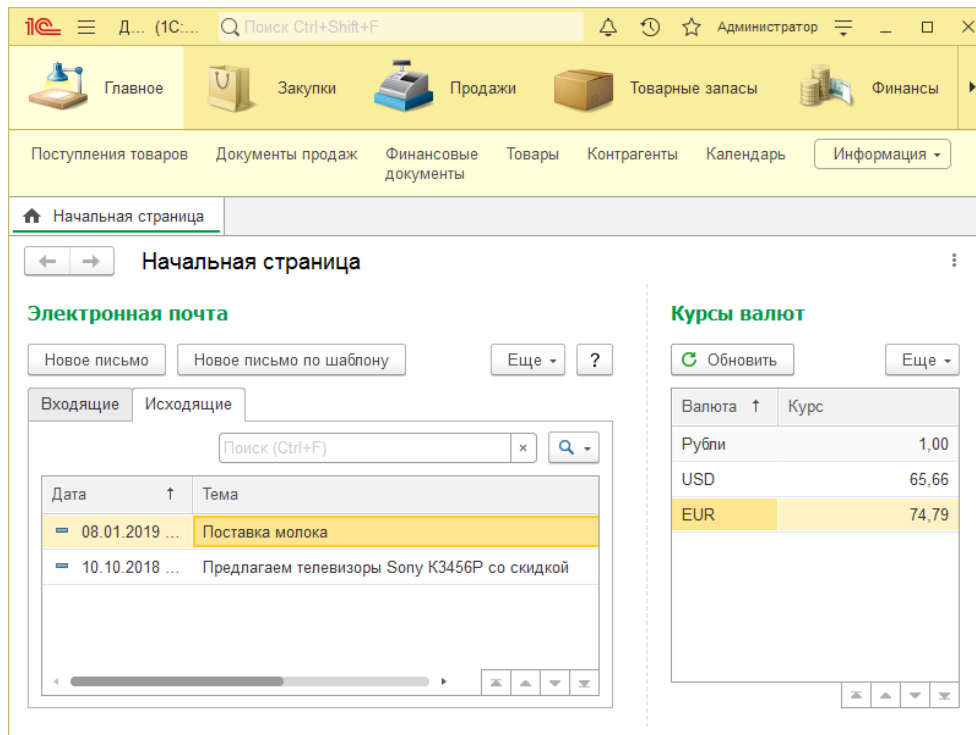 1С Д... (1С:... Поиск Ctrl+Shift+F Администратор
Главное Закупки Продажи Товарные запасы Финансы
Поступления товаров Документы продаж Финансовые документы Товары Контрагенты Календарь Информация
Начальная страница
Начальная страница
Электронная почта
Новое письмо Новое письмо по шаблону Еще ?
Входящие Исходящие
Поиск (Ctrl+F) ×
Дата ↑ Тема
08.01.2019 ... Поставка молока
10.10.2018 ... Предлагаем телевизоры Sony К3456Р со скидкой
Курсы валют
Обновить Еще
Валюта ↑ Курс
Рубли 1,00
USD 65,66
EUR 74,79